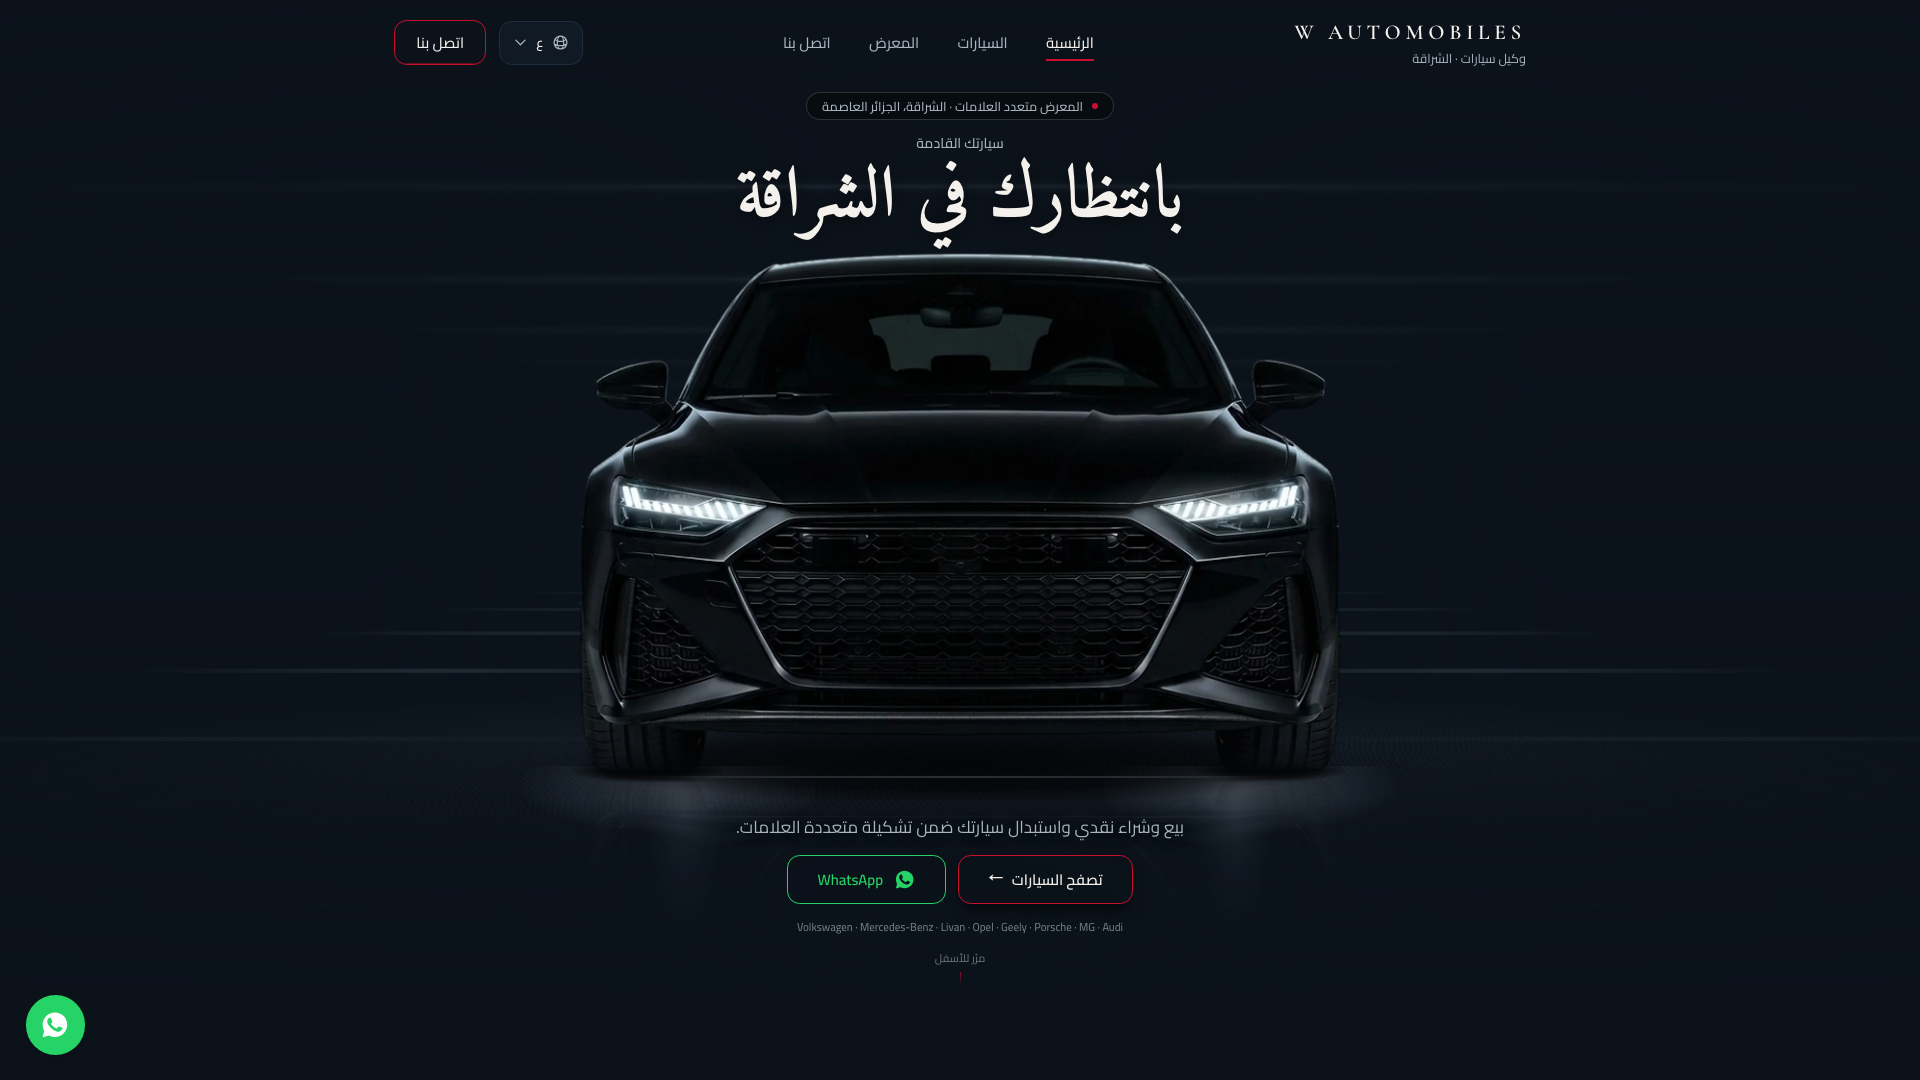 W AUTOMOBILES
وكيل سيارات · الشراقة
الرئيسية
السيارات
المعرض
اتصل بنا
ع
اتصل بنا
المعرض متعدد العلامات · الشراقة، الجزائر العاصمة
سيارتك القادمة
بانتظارك في الشراقة
بيع وشراء نقدي واستبدال سيارتك ضمن تشكيلة متعددة العلامات.
تصفح السيارات ←
WhatsApp
Volkswagen · Mercedes-Benz · Livan · Opel · Geely · Porsche · MG · Audi
مرّر للأسفل